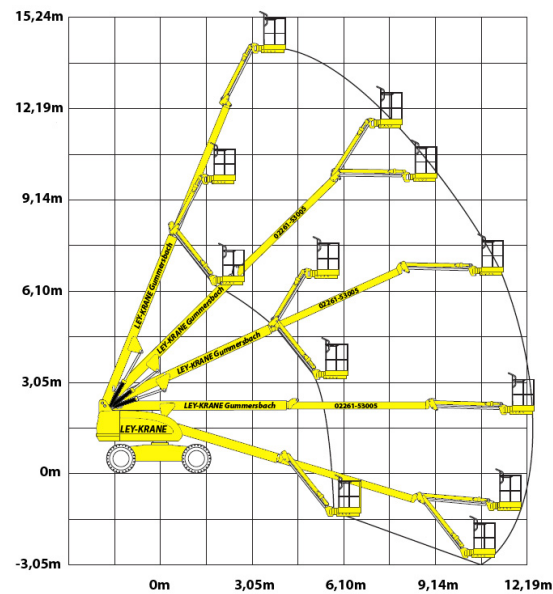 15,24m
12,19m
02261-53005
9,14m
LEY-KRANE Gummersbach
6,10m
02261-53005
LEY-KRANE Gummersbach
LEY-KRANE Gummersbach
3,05m
LEY-KRANE Gummersbach 02261-53005
LEY-KRANE
0m
-3,05m
0m 3,05m 6,10m 9,14m 12,19m